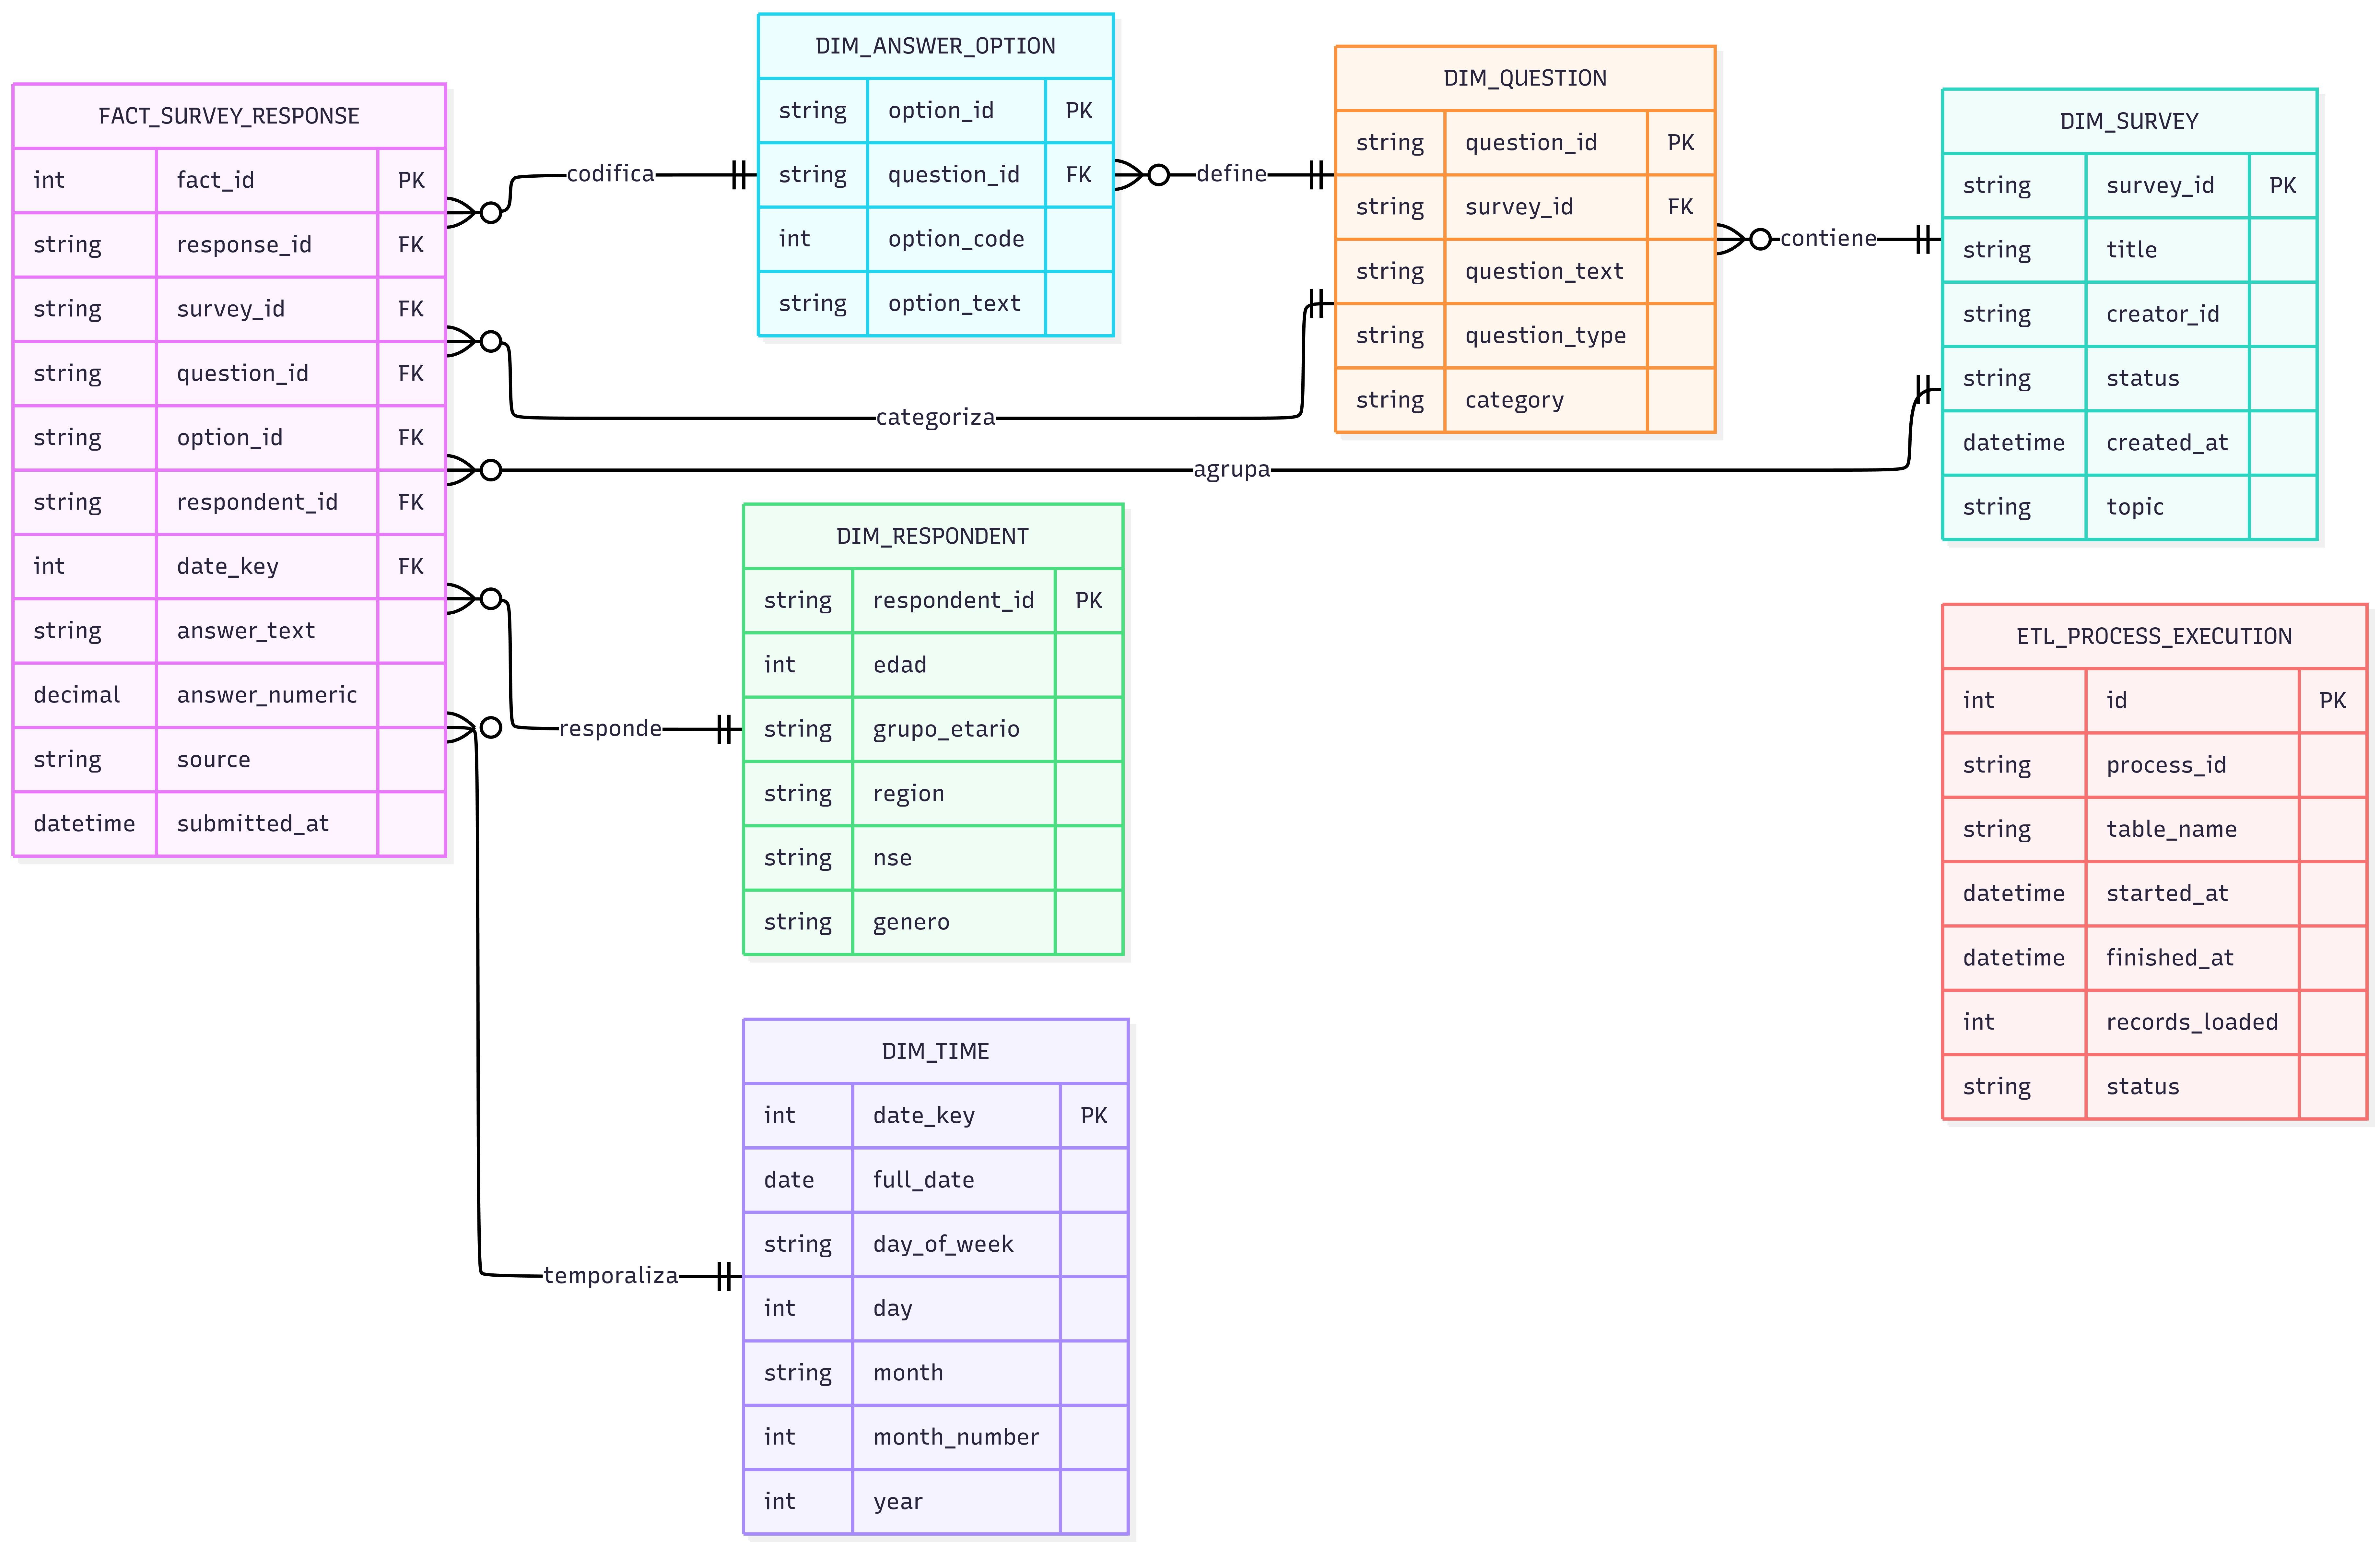 FACT_SURVEY_RESPONSE
int fact_id PK
string response_id FK
string survey_id FK
string question_id FK
string option_id FK
string respondent_id FK
int date_key FK
string answer_text
decimal answer_numeric
string source
datetime submitted_at
codifica
DIM_ANSWER_OPTION
string option_id PK
string question_id FK
int option_code
string option_text
define
DIM_QUESTION
string question_id PK
string survey_id FK
string question_text
string question_type
string category
contiene
DIM_SURVEY
string survey_id PK
string title
string creator_id
string status
datetime created_at
string topic
categoriza
agrupa
responde
DIM_RESPONDENT
string respondent_id PK
int edad
string grupo_etario
string region
string nse
string genero
ETL_PROCESS_EXECUTION
int id PK
string process_id
string table_name
datetime started_at
datetime finished_at
int records_loaded
string status
temporaliza
DIM_TIME
int date_key PK
date full_date
string day_of_week
int day
string month
int month_number
int year